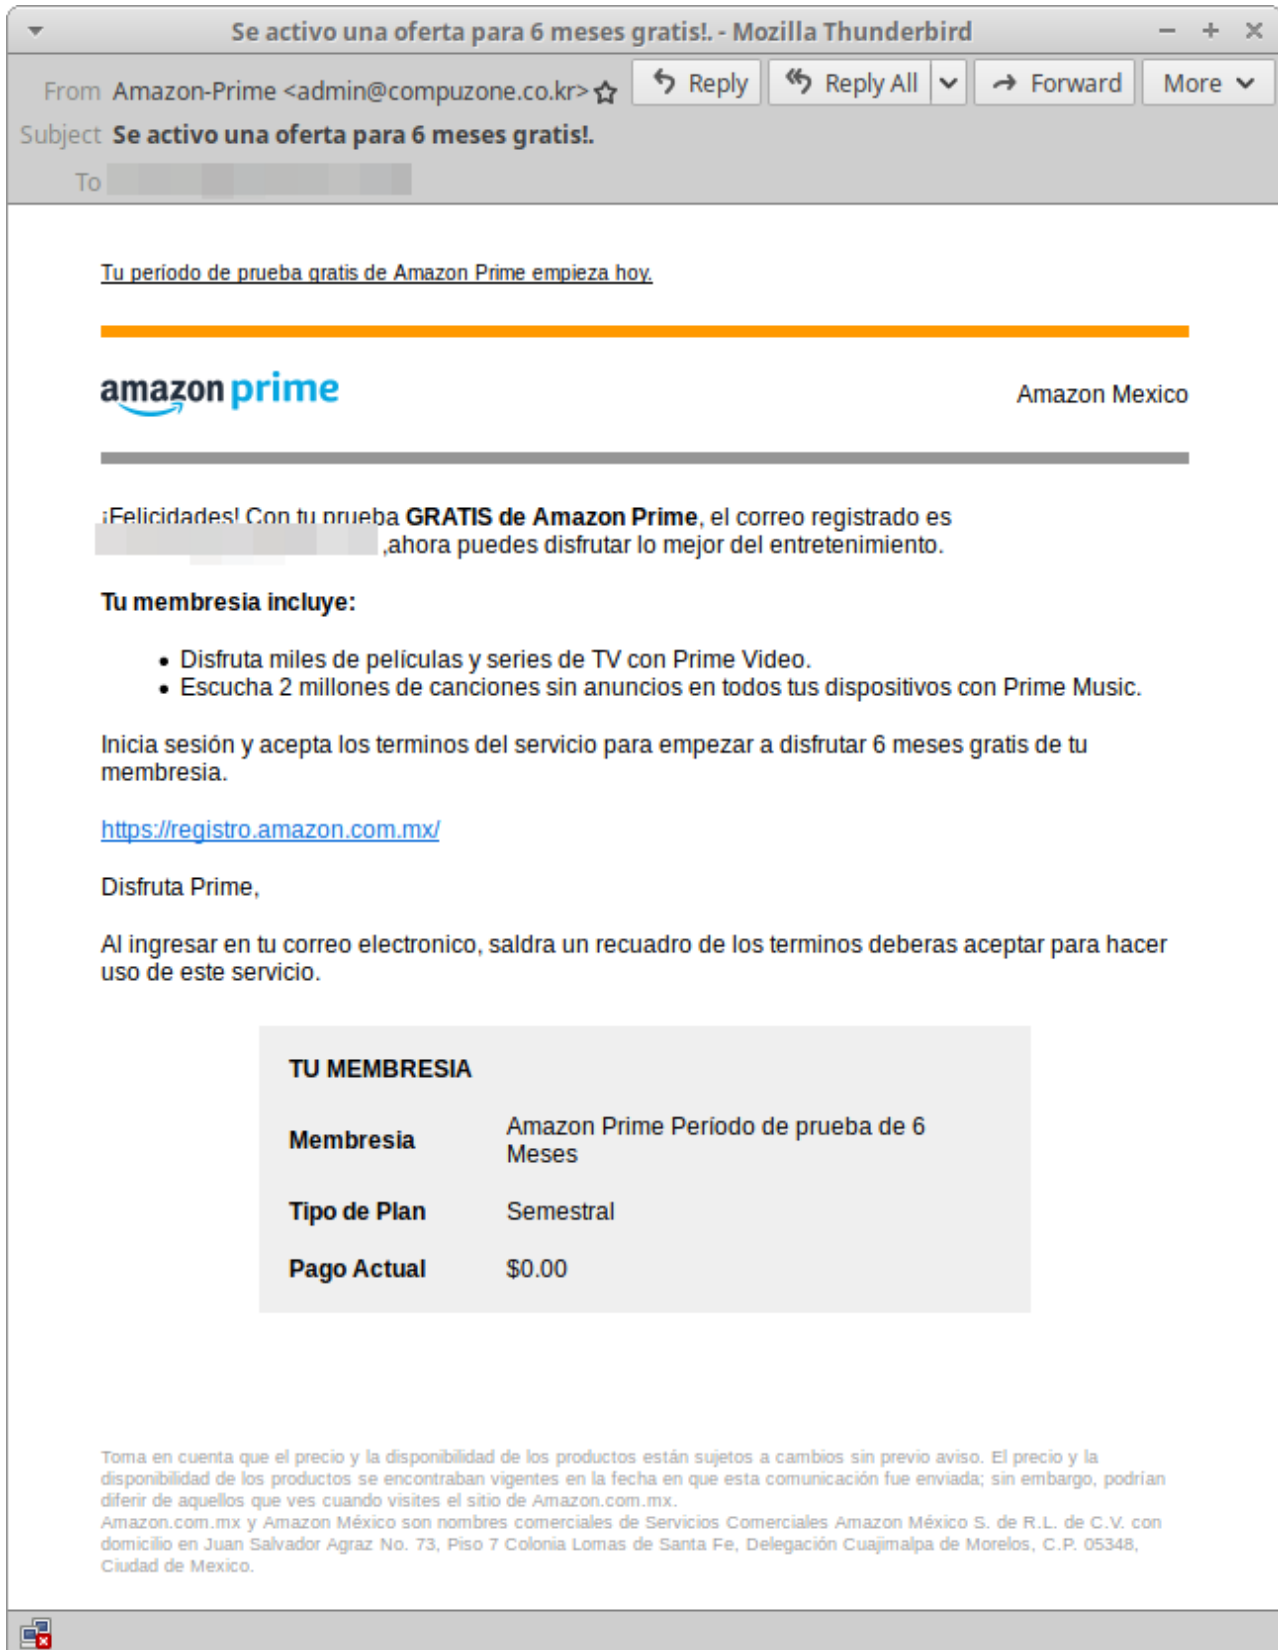 Se activo una oferta para 6 meses gratis!. - Mozilla Thunderbird
From Amazon-Prime <admin@compuzone.co.kr> Reply Reply All Forward More
Subject Se activo una oferta para 6 meses gratis!.
To
Tu período de prueba gratis de Amazon Prime empieza hoy.
amazon prime
Amazon Mexico
¡Felicidades! Con tu prueba GRATIS de Amazon Prime, el correo registrado es
,ahora puedes disfrutar lo mejor del entretenimiento.
Tu membresia incluye:
• Disfruta miles de películas y series de TV con Prime Video.
• Escucha 2 millones de canciones sin anuncios en todos tus dispositivos con Prime Music.
Inicia sesión y acepta los terminos del servicio para empezar a disfrutar 6 meses gratis de tu
membresia.
https://registro.amazon.com.mx/
Disfruta Prime,
Al ingresar en tu correo electronico, saldra un recuadro de los terminos deberas aceptar para hacer
uso de este servicio.
TU MEMBRESIA
Membresia Amazon Prime Período de prueba de 6
Meses
Tipo de Plan Semestral
Pago Actual $0.00
Toma en cuenta que el precio y la disponibilidad de los productos están sujetos a cambios sin previo aviso. El precio y la
disponibilidad de los productos se encontraban vigentes en la fecha en que esta comunicación fue enviada; sin embargo, podrían
diferir de aquellos que ves cuando visites el sitio de Amazon.com.mx.
Amazon.com.mx y Amazon México son nombres comerciales de Servicios Comerciales Amazon México S. de R.L. de C.V. con
domicilio en Juan Salvador Agraz No. 73, Piso 7 Colonia Lomas de Santa Fe, Delegación Cuajimalpa de Morelos, C.P. 05348,
Ciudad de Mexico.